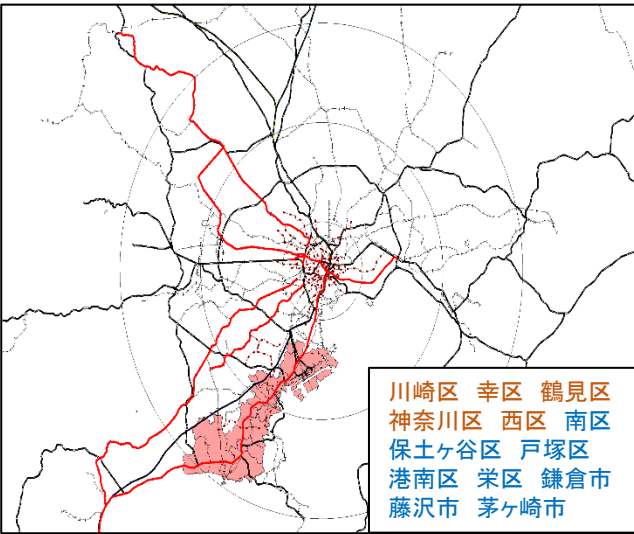 川崎区 幸区 鶴見区
神奈川区 西区 南区
保土ヶ谷区 戸塚区
港南区 栄区 鎌倉市
藤沢市 茅ヶ崎市